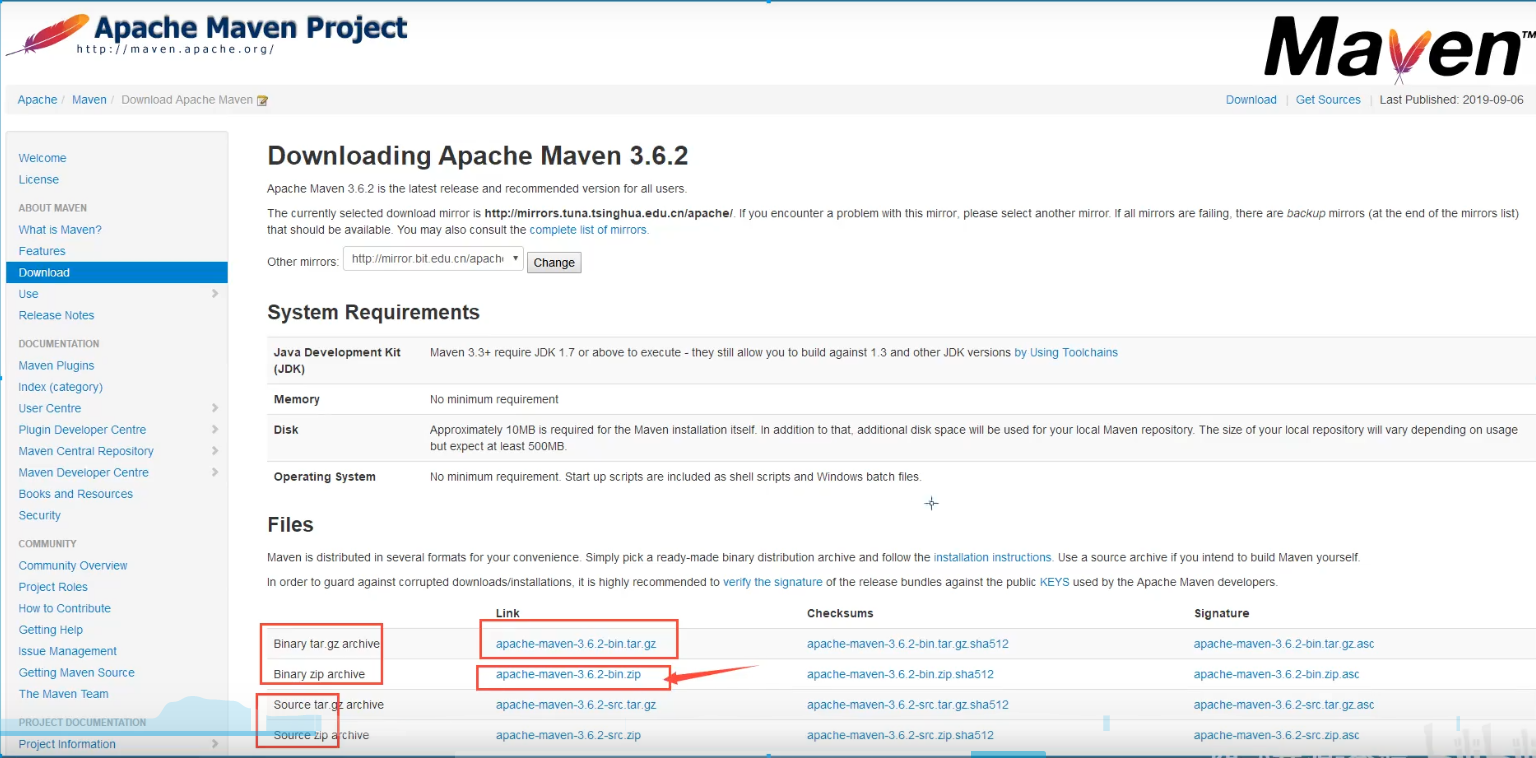 Apache Maven Project
http://maven.apache.org/
Maven™
Apache / Maven / Download Apache Maven
Download | Get Sources | Last Published: 2019-09-06
Welcome
License
ABOUT MAVEN
What is Maven?
Features
Download
Use
Release Notes
DOCUMENTATION
Maven Plugins
Index (category)
User Centre
Plugin Developer Centre
Maven Central Repository
Maven Developer Centre
Books and Resources
Security
COMMUNITY
Community Overview
Project Roles
How to Contribute
Getting Help
Issue Management
Getting Maven Source
The Maven Team
PROJECT DOCUMENTATION
Project Information
Downloading Apache Maven 3.6.2
Apache Maven 3.6.2 is the latest release and recommended version for all users.
The currently selected download mirror is http://mirrors.tuna.tsinghua.edu.cn/apache/. If you encounter a problem with this mirror, please select another mirror. If all mirrors are failing, there are backup mirrors (at the end of the mirrors list)
that should be available. You may also consult the complete list of mirrors.
Other mirrors: http://mirror.bit.edu.cn/apach Change
System Requirements
Java Development Kit Maven 3.3+ require JDK 1.7 or above to execute - they still allow you to build against 1.3 and other JDK versions by Using Toolchains
(JDK)
Memory No minimum requirement
Disk Approximately 10MB is required for the Maven installation itself. In addition to that, additional disk space will be used for your local Maven repository. The size of your local repository will vary depending on usage
but expect at least 500MB.
Operating System No minimum requirement. Start up scripts are included as shell scripts and Windows batch files.
Files
Maven is distributed in several formats for your convenience. Simply pick a ready-made binary distribution archive and follow the installation instructions. Use a source archive if you intend to build Maven yourself.
In order to guard against corrupted downloads/installations, it is highly recommended to verify the signature of the release bundles against the public KEYS used by the Apache Maven developers.
Link Checksums Signature
Binary tar.gz archive apache-maven-3.6.2-bin.tar.gz apache-maven-3.6.2-bin.tar.gz.sha512 apache-maven-3.6.2-bin.tar.gz.asc
Binary zip archive apache-maven-3.6.2-bin.zip apache-maven-3.6.2-bin.zip.sha512 apache-maven-3.6.2-bin.zip.asc
Source tar.gz archive apache-maven-3.6.2-src.tar.gz apache-maven-3.6.2-src.tar.gz.sha512 apache-maven-3.6.2-src.tar.gz.asc
Source zip archive apache-maven-3.6.2-src.zip apache-maven-3.6.2-src.zip.sha512 apache-maven-3.6.2-src.zip.asc